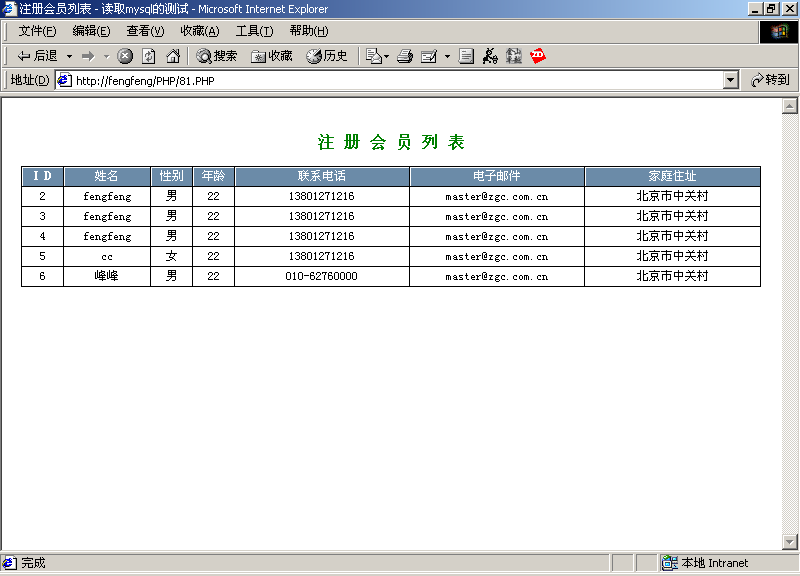 注册会员列表 - 读取mysql的测试 - Microsoft Internet Explorer
文件(F) 编辑(E) 查看(V) 收藏(A) 工具(T) 帮助(H)
后退 搜索 收藏 历史
地址(D) http://fengfeng/PHP/81.PHP 转到
注 册 会 员 列 表
I D 姓名 性别 年龄 联系电话 电子邮件 家庭住址
2 fengfeng 男 22 13801271216 master@zgc.com.cn 北京市中关村
3 fengfeng 男 22 13801271216 master@zgc.com.cn 北京市中关村
4 fengfeng 男 22 13801271216 master@zgc.com.cn 北京市中关村
5 cc 女 22 13801271216 master@zgc.com.cn 北京市中关村
6 峰峰 男 22 010-62760000 master@zgc.com.cn 北京市中关村
完成 本地 Intranet